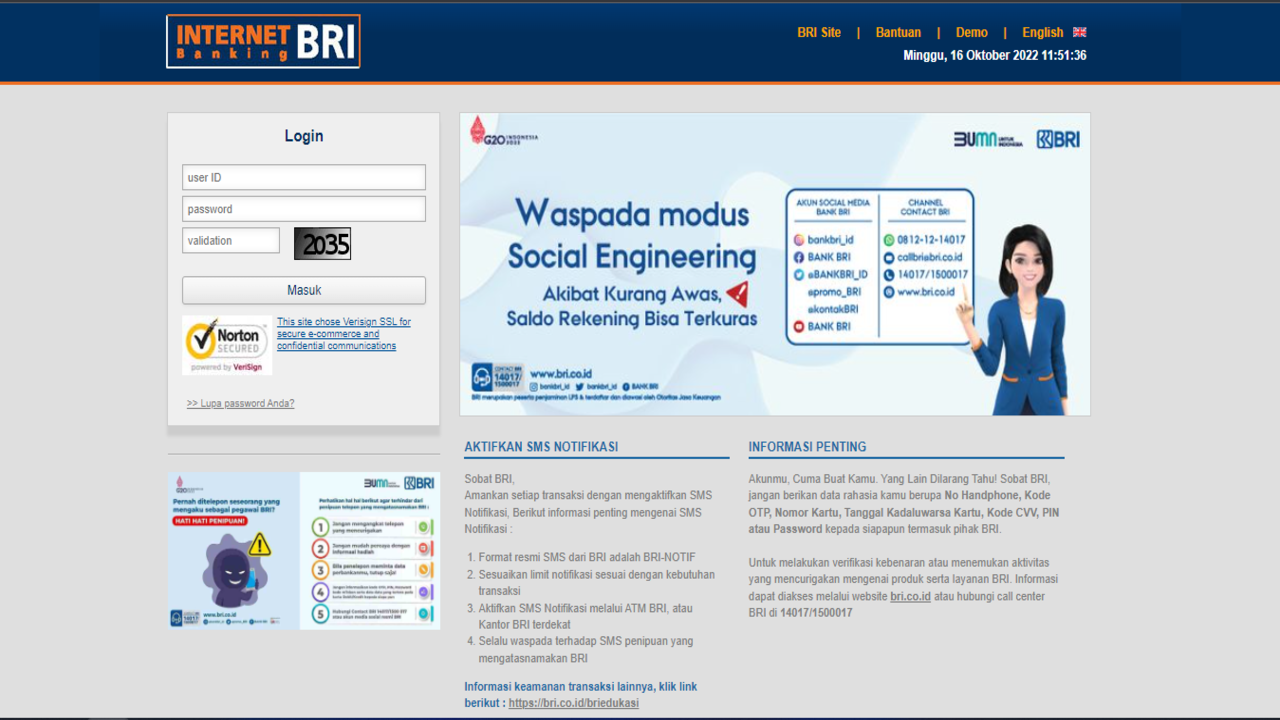 INTERNET BRI
Banking
BRI Site | Bantuan | Demo | English
Minggu, 16 Oktober 2022 11:51:36
Login
user ID
password
validation
2035
Masuk
Norton
SECURED
powered by VeriSign
This site chose Verisign SSL for
secure e-commerce and
confidential communications
>> Lupa password Anda?
G20 INDONESIA
2022
BUMN UNTUK
INDONESIA
BRI
Waspada modus
Social Engineering
Akibat Kurang Awas,
Saldo Rekening Bisa Terkuras
AKUN SOCIAL MEDIA
BANK BRI
bankbri_id
BANK BRI
@BANKBRI_ID
@promo_BRI
@kontakBRI
BANK BRI
CHANNEL
CONTACT BRI
0812-12-14017
callbri@bri.co.id
14017/1500017
www.bri.co.id
CONTACT BRI
14017/
1500017
www.bri.co.id
bankbri_id bankbri_id BANK BRI
BRI merupakan peserta penjaminan LPS & terdaftar dan diawasi oleh Otoritas Jasa Keuangan
G20
Pernah ditelepon seseorang yang
mengaku sebagai pegawai BRI?
HATI HATI PENIPUAN!
www.bri.co.id
BUMN BRI
Perhatikan hal hal berikut agar terhindar dari
penipuan telepon yang mengatasnamakan BRI :
1 Jangan mengangkat telepon
yang mencurigakan
2 Jangan mudah percaya dengan
informasi hadiah
3 Bila penelepon meminta data
perbankanmu, tutup saja!
4
5
AKTIFKAN SMS NOTIFIKASI
Sobat BRI,
Amankan setiap transaksi dengan mengaktifkan SMS
Notifikasi, Berikut informasi penting mengenai SMS
Notifikasi :
1. Format resmi SMS dari BRI adalah BRI-NOTIF
2. Sesuaikan limit notifikasi sesuai dengan kebutuhan
transaksi
3. Aktifkan SMS Notifikasi melalui ATM BRI, atau
Kantor BRI terdekat
4. Selalu waspada terhadap SMS penipuan yang
mengatasnamakan BRI
Informasi keamanan transaksi lainnya, klik link
berikut : https://bri.co.id/briedukasi
INFORMASI PENTING
Akunmu, Cuma Buat Kamu. Yang Lain Dilarang Tahu! Sobat BRI,
jangan berikan data rahasia kamu berupa No Handphone, Kode
OTP, Nomor Kartu, Tanggal Kadaluwarsa Kartu, Kode CVV, PIN
atau Password kepada siapapun termasuk pihak BRI.
Untuk melakukan verifikasi kebenaran atau menemukan aktivitas
yang mencurigakan mengenai produk serta layanan BRI. Informasi
dapat diakses melalui website bri.co.id atau hubungi call center
BRI di 14017/1500017